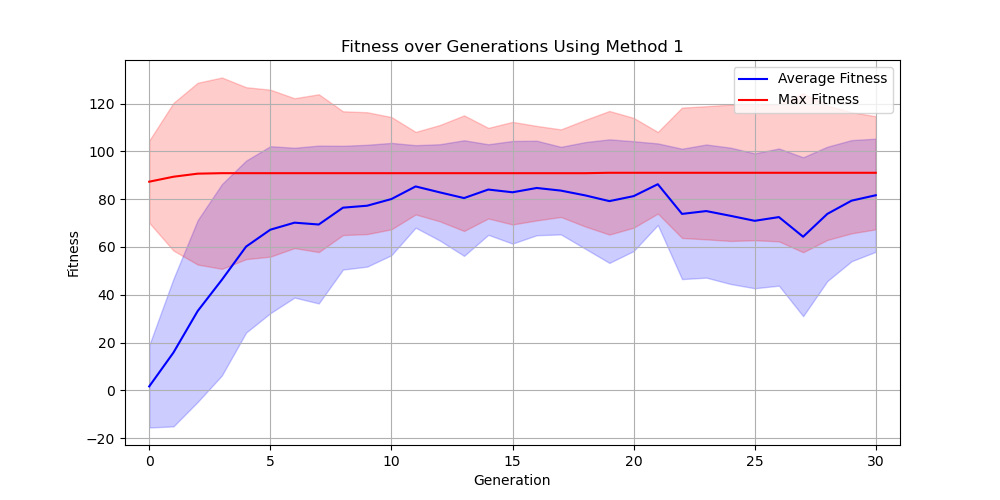 Fitness over Generations Using Method 1
Average Fitness
Max Fitness
120
100
80
60
40
20
0
−20
Fitness
0 5 10 15 20 25 30
Generation